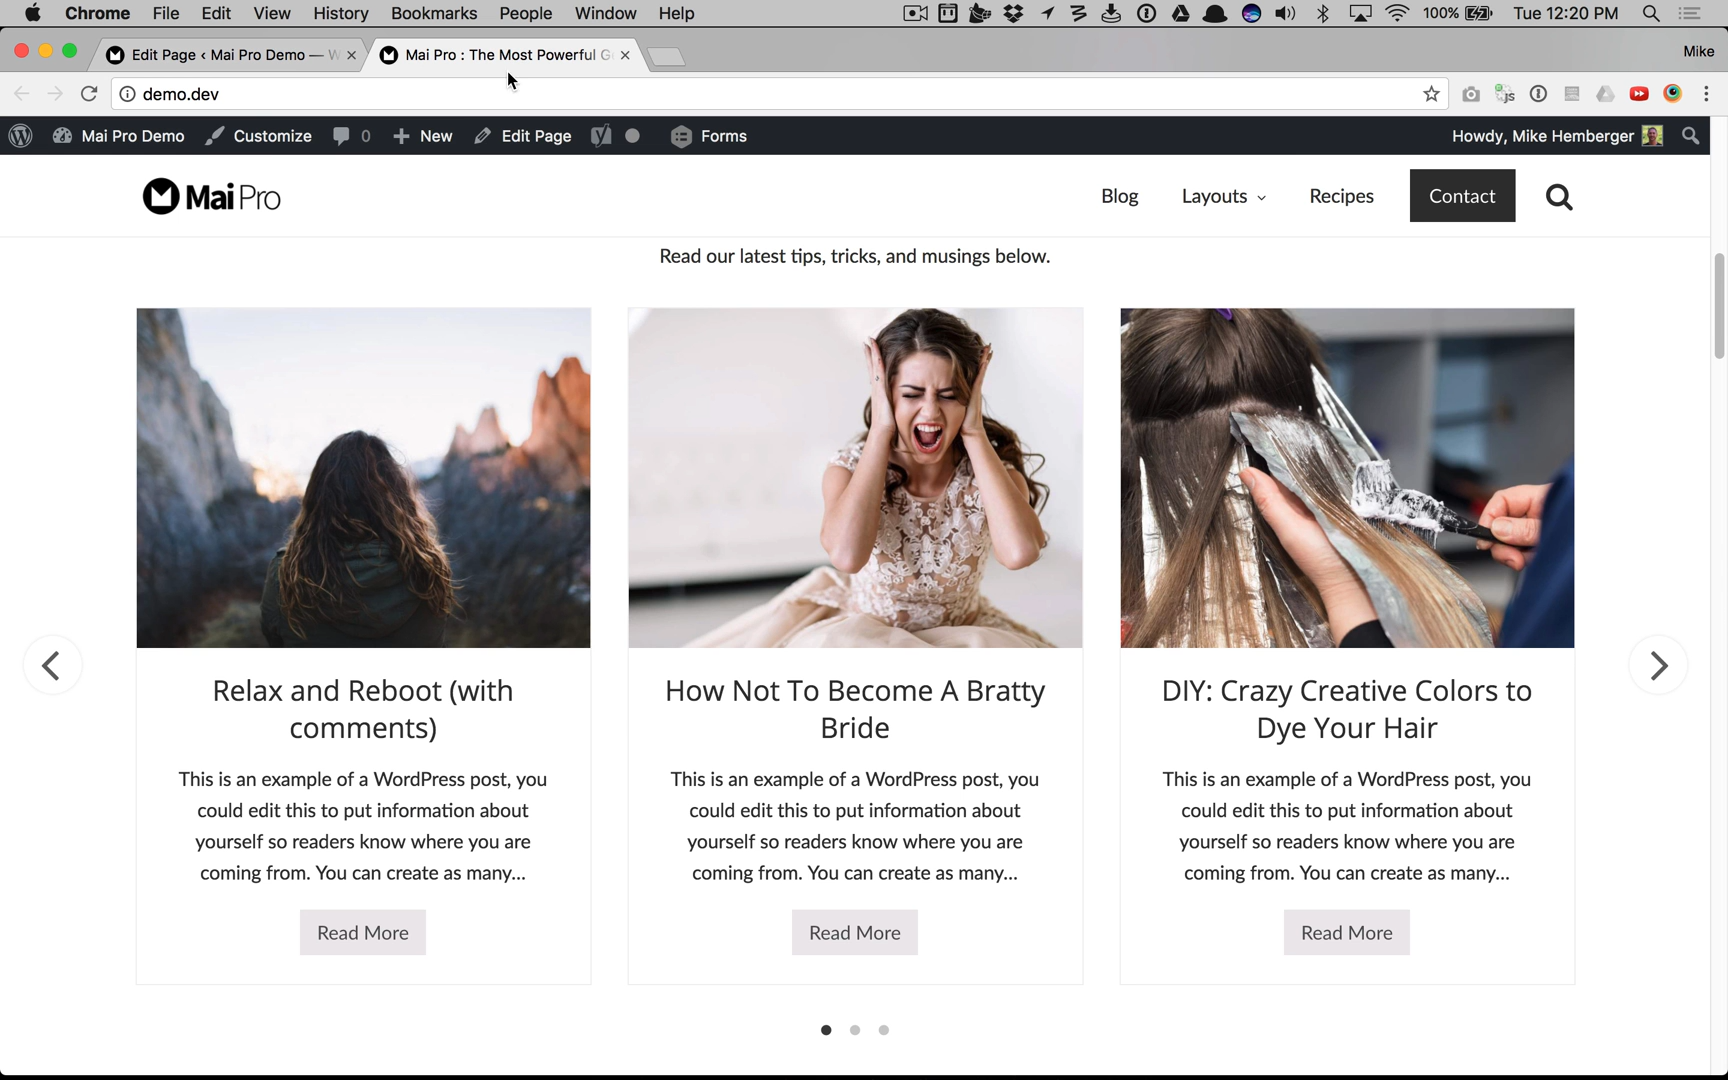 Chrome File Edit View History Bookmarks People Window Help 100% Tue 12:20 PM
Edit Page ‹ Mai Pro Demo — W Mai Pro : The Most Powerful G Mike
demo.dev
Mai Pro Demo Customize 0 New Edit Page Forms Howdy, Mike Hemberger
Mai Pro Blog Layouts Recipes Contact
Read our latest tips, tricks, and musings below.
Relax and Reboot (with
comments)
This is an example of a WordPress post, you
could edit this to put information about
yourself so readers know where you are
coming from. You can create as many...
Read More
How Not To Become A Bratty
Bride
This is an example of a WordPress post, you
could edit this to put information about
yourself so readers know where you are
coming from. You can create as many...
Read More
DIY: Crazy Creative Colors to
Dye Your Hair
This is an example of a WordPress post, you
could edit this to put information about
yourself so readers know where you are
coming from. You can create as many...
Read More